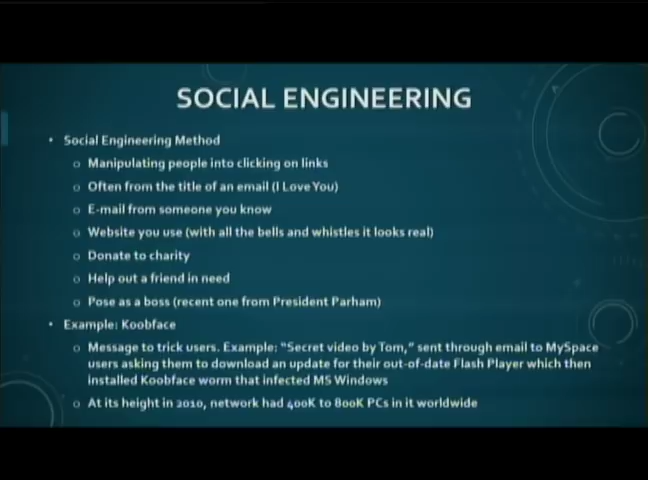 SOCIAL ENGINEERING
• Social Engineering Method
o Manipulating people into clicking on links
o Often from the title of an email (I Love You)
o E-mail from someone you know
o Website you use (with all the bells and whistles it looks real)
o Donate to charity
o Help out a friend in need
o Pose as a boss (recent one from President Parham)
• Example: Koobface
o Message to trick users. Example: “Secret video by Tom,” sent through email to MySpace
users asking them to download an update for their out-of-date Flash Player which then
installed Koobface worm that infected MS Windows
o At its height in 2010, network had 400K to 800K PCs in it worldwide